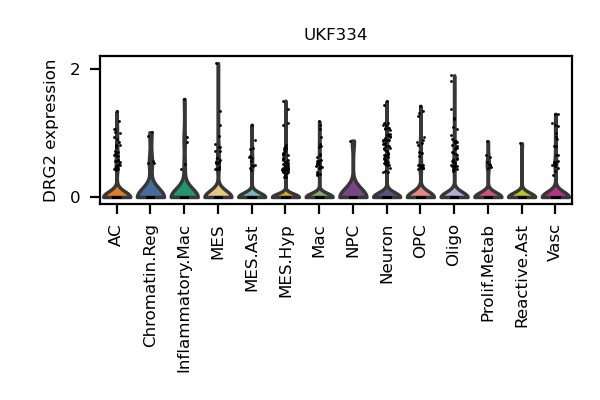 UKF334
DRG2 expression
2
0
AC
Chromatin.Reg
Inflammatory.Mac
MES
MES.Ast
MES.Hyp
Mac
NPC
Neuron
OPC
Oligo
Prolif.Metab
Reactive.Ast
Vasc